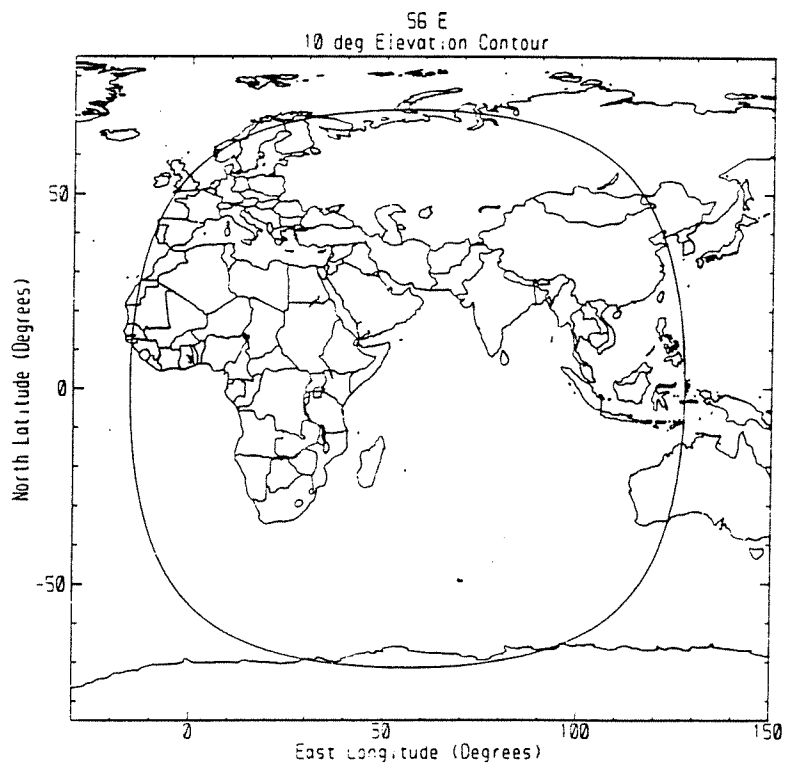 56 E
10 deg Elevation Contour
50
0
-50
North Latitude (Degrees)
0
50
100
150
East Longitude (Degrees)